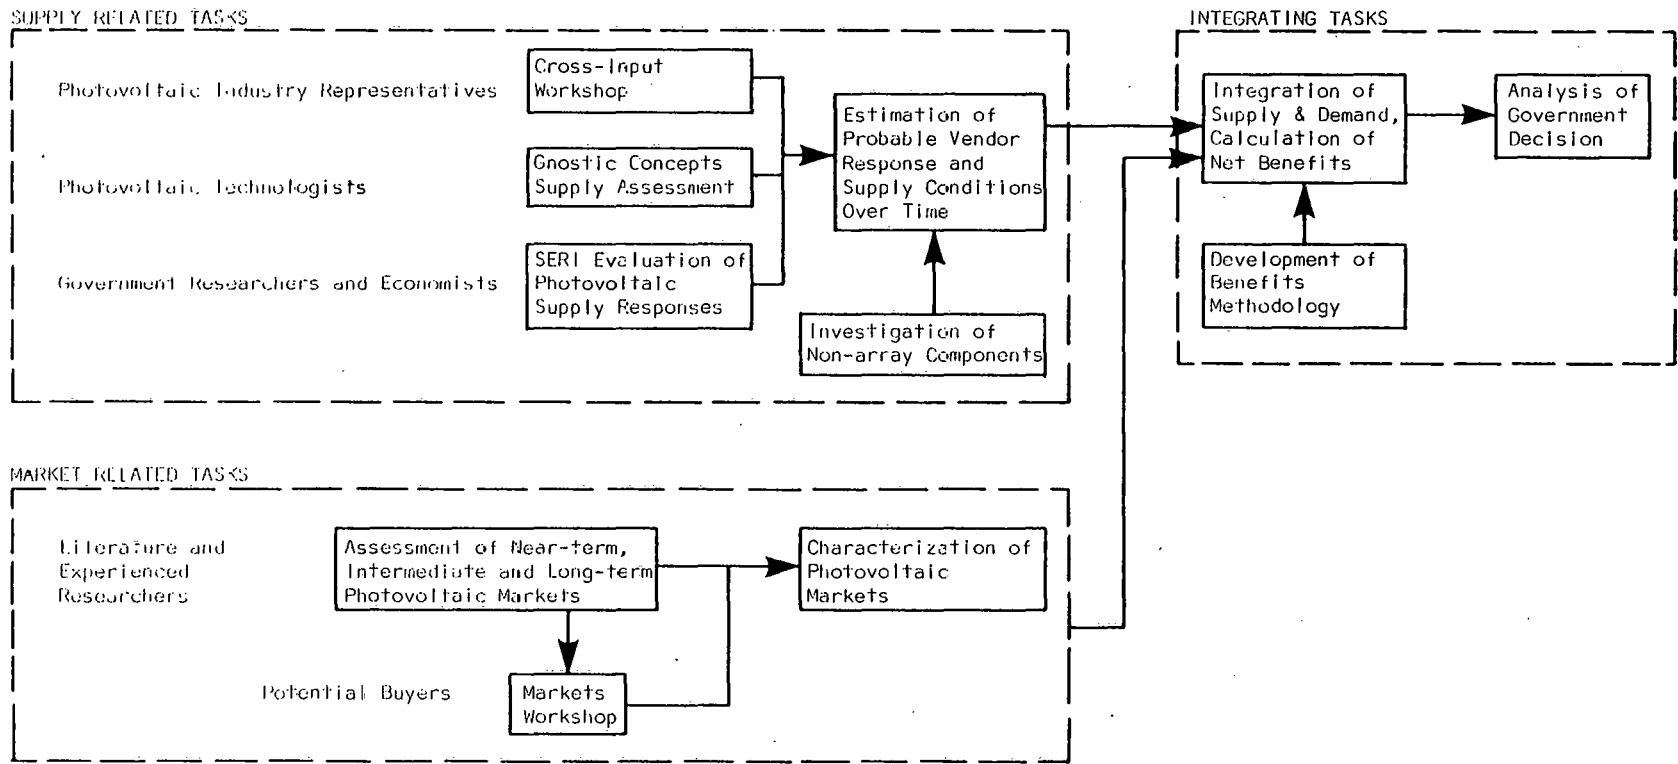 SUPPLY RELATED TASKS
Photovoltaic Industry Representatives
Cross-Input
Workshop
Photovoltaic Technologists
Gnostic Concepts
Supply Assessment
Government Researchers and Economists
SERI Evaluation of
Photovoltaic
Supply Responses
Estimation of
Probable Vendor
Response and
Supply Conditions
Over Time
Investigation of
Non-array Components
INTEGRATING TASKS
Integration of
Supply & Demand,
Calculation of
Net Benefits
Analysis of
Government
Decision
Development of
Benefits
Methodology
MARKET RELATED TASKS
Literature and
Experienced
Researchers
Assessment of Near-term,
Intermediate and Long-term
Photovoltaic Markets
Characterization of
Photovoltaic
Markets
Potential Buyers
Markets
Workshop